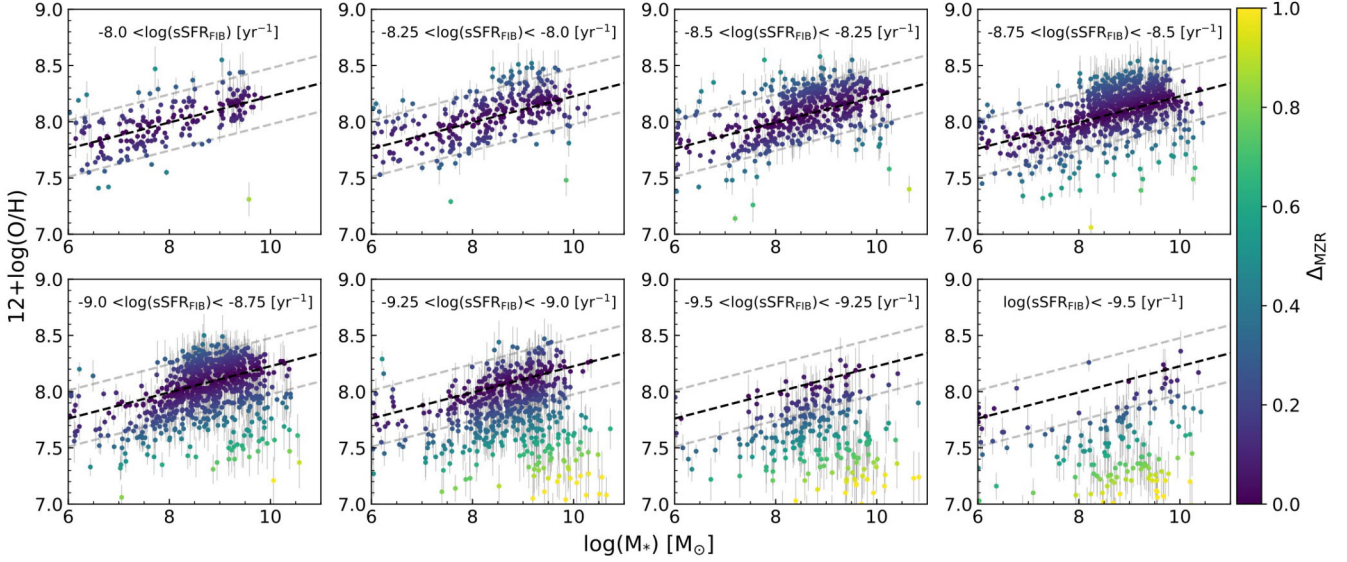 -8.0 <log(sSFR_FIB) [yr⁻¹]
-8.25 <log(sSFR_FIB)< -8.0 [yr⁻¹]
-8.5 <log(sSFR_FIB)< -8.25 [yr⁻¹]
-8.75 <log(sSFR_FIB)< -8.5 [yr⁻¹]
9.0
8.5
8.0
7.5
7.0
6 8 10
9.0
8.5
8.0
7.5
7.0
6 8 10
9.0
8.5
8.0
7.5
7.0
6 8 10
9.0
8.5
8.0
7.5
7.0
6 8 10
-9.0 <log(sSFR_FIB)< -8.75 [yr⁻¹]
-9.25 <log(sSFR_FIB)< -9.0 [yr⁻¹]
-9.5 <log(sSFR_FIB)< -9.25 [yr⁻¹]
log(sSFR_FIB)< -9.5 [yr⁻¹]
9.0
8.5
8.0
7.5
7.0
6 8 10
9.0
8.5
8.0
7.5
7.0
6 8 10
9.0
8.5
8.0
7.5
7.0
6 8 10
9.0
8.5
8.0
7.5
7.0
6 8 10
12+log(O/H)
log(M_*) [M_⊙]
1.0
0.8
0.6
0.4
0.2
0.0
Δ_MZR